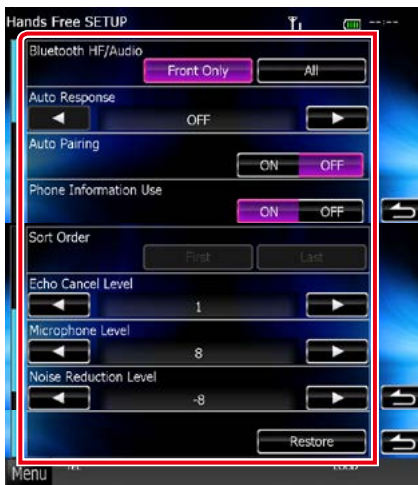 Hands Free SETUP --:--
Bluetooth HF/Audio
Front Only All
Auto Response
OFF
Auto Pairing
ON OFF
Phone Information Use
ON OFF
Sort Order
First Last
Echo Cancel Level
1
Microphone Level
8
Noise Reduction Level
-8
Restore
Menu